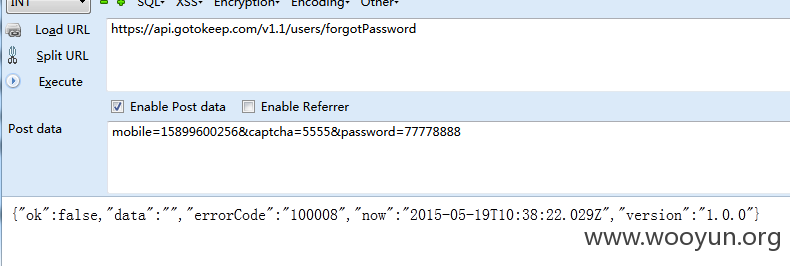 INT SQL- XSS- Encryption- Encoding- Other-
Load URL https://api.gotokeep.com/v1.1/users/forgotPassword
Split URL
Execute
Enable Post data Enable Referrer
Post data mobile=15899600256&captcha=5555&password=77778888
{"ok":false,"data":"","errorCode":"100008","now":"2015-05-19T10:38:22.029Z","version":"1.0.0"}
www.wooyun.org